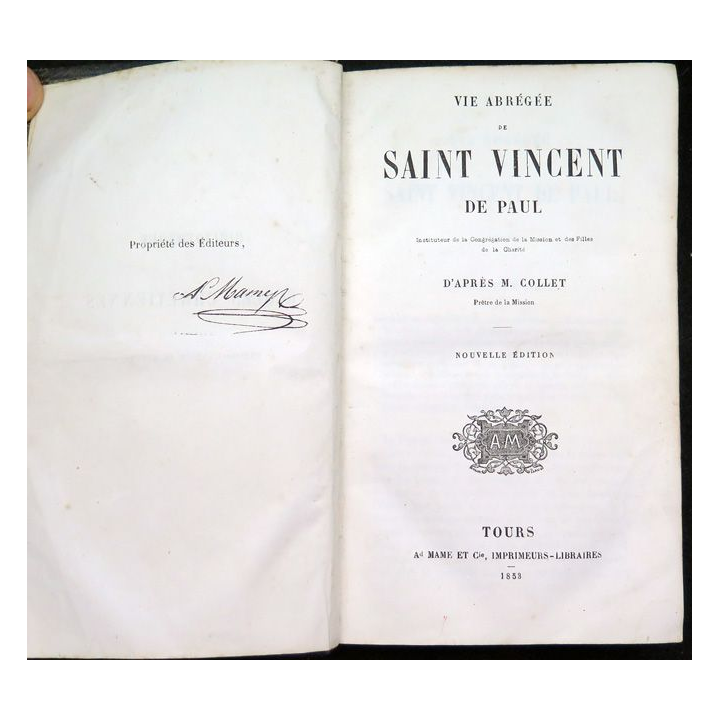 Propriété des Éditeurs,
Ad Mame
VIE ABRÉGÉE
DE
SAINT VINCENT
DE PAUL
Instituteur de la Congrégation de la Mission et des Filles
de la Charité
D'APRÈS M. COLLET
Prêtre de la Mission
NOUVELLE ÉDITION
AM
TOURS
Ad MAME ET Cie, IMPRIMEURS-LIBRAIRES
1853